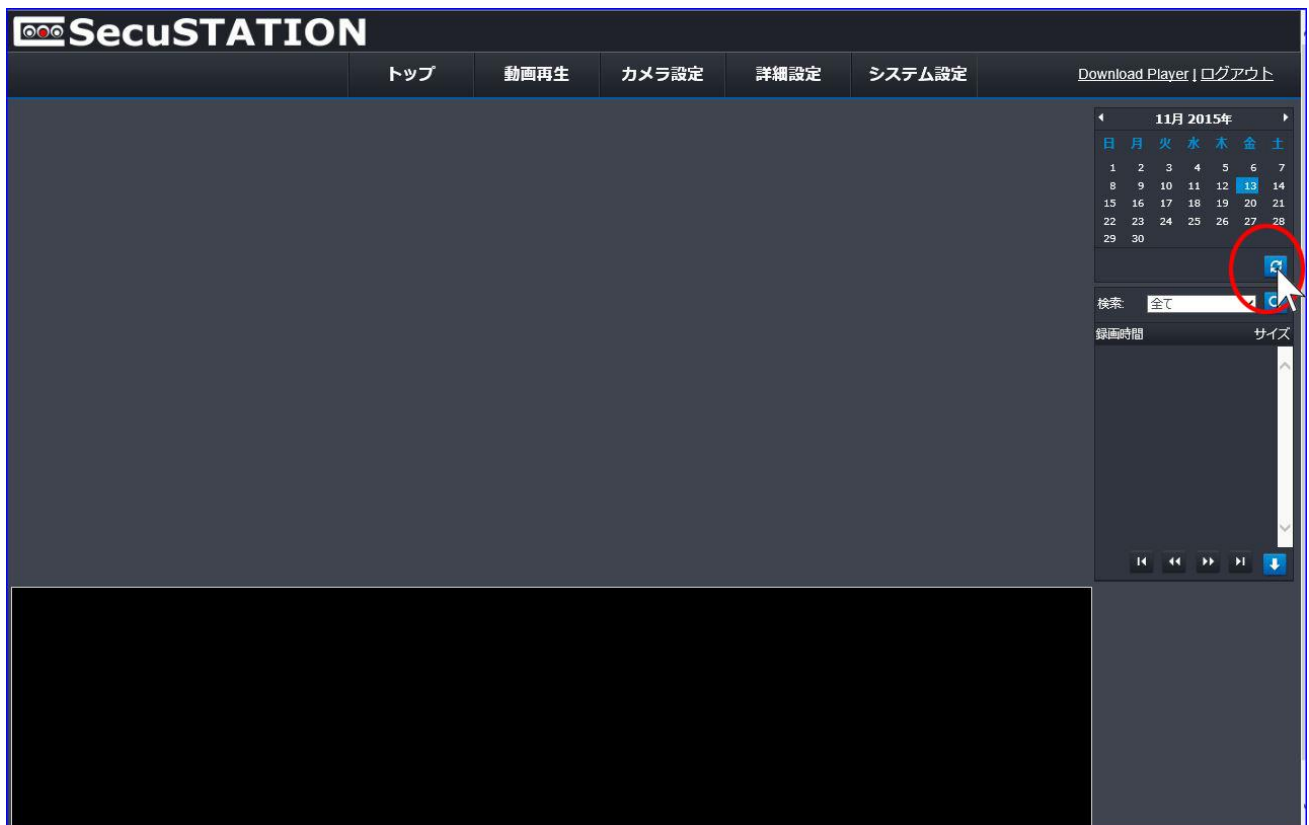 SecuSTATION
トップ 動画再生 カメラ設定 詳細設定 システム設定 Download Player | ログアウト
11月 2015年
日 月 火 水 木 金 土
1 2 3 4 5 6 7
8 9 10 11 12 13 14
15 16 17 18 19 20 21
22 23 24 25 26 27 28
29 30
検索: 全て
録画時間 サイズ